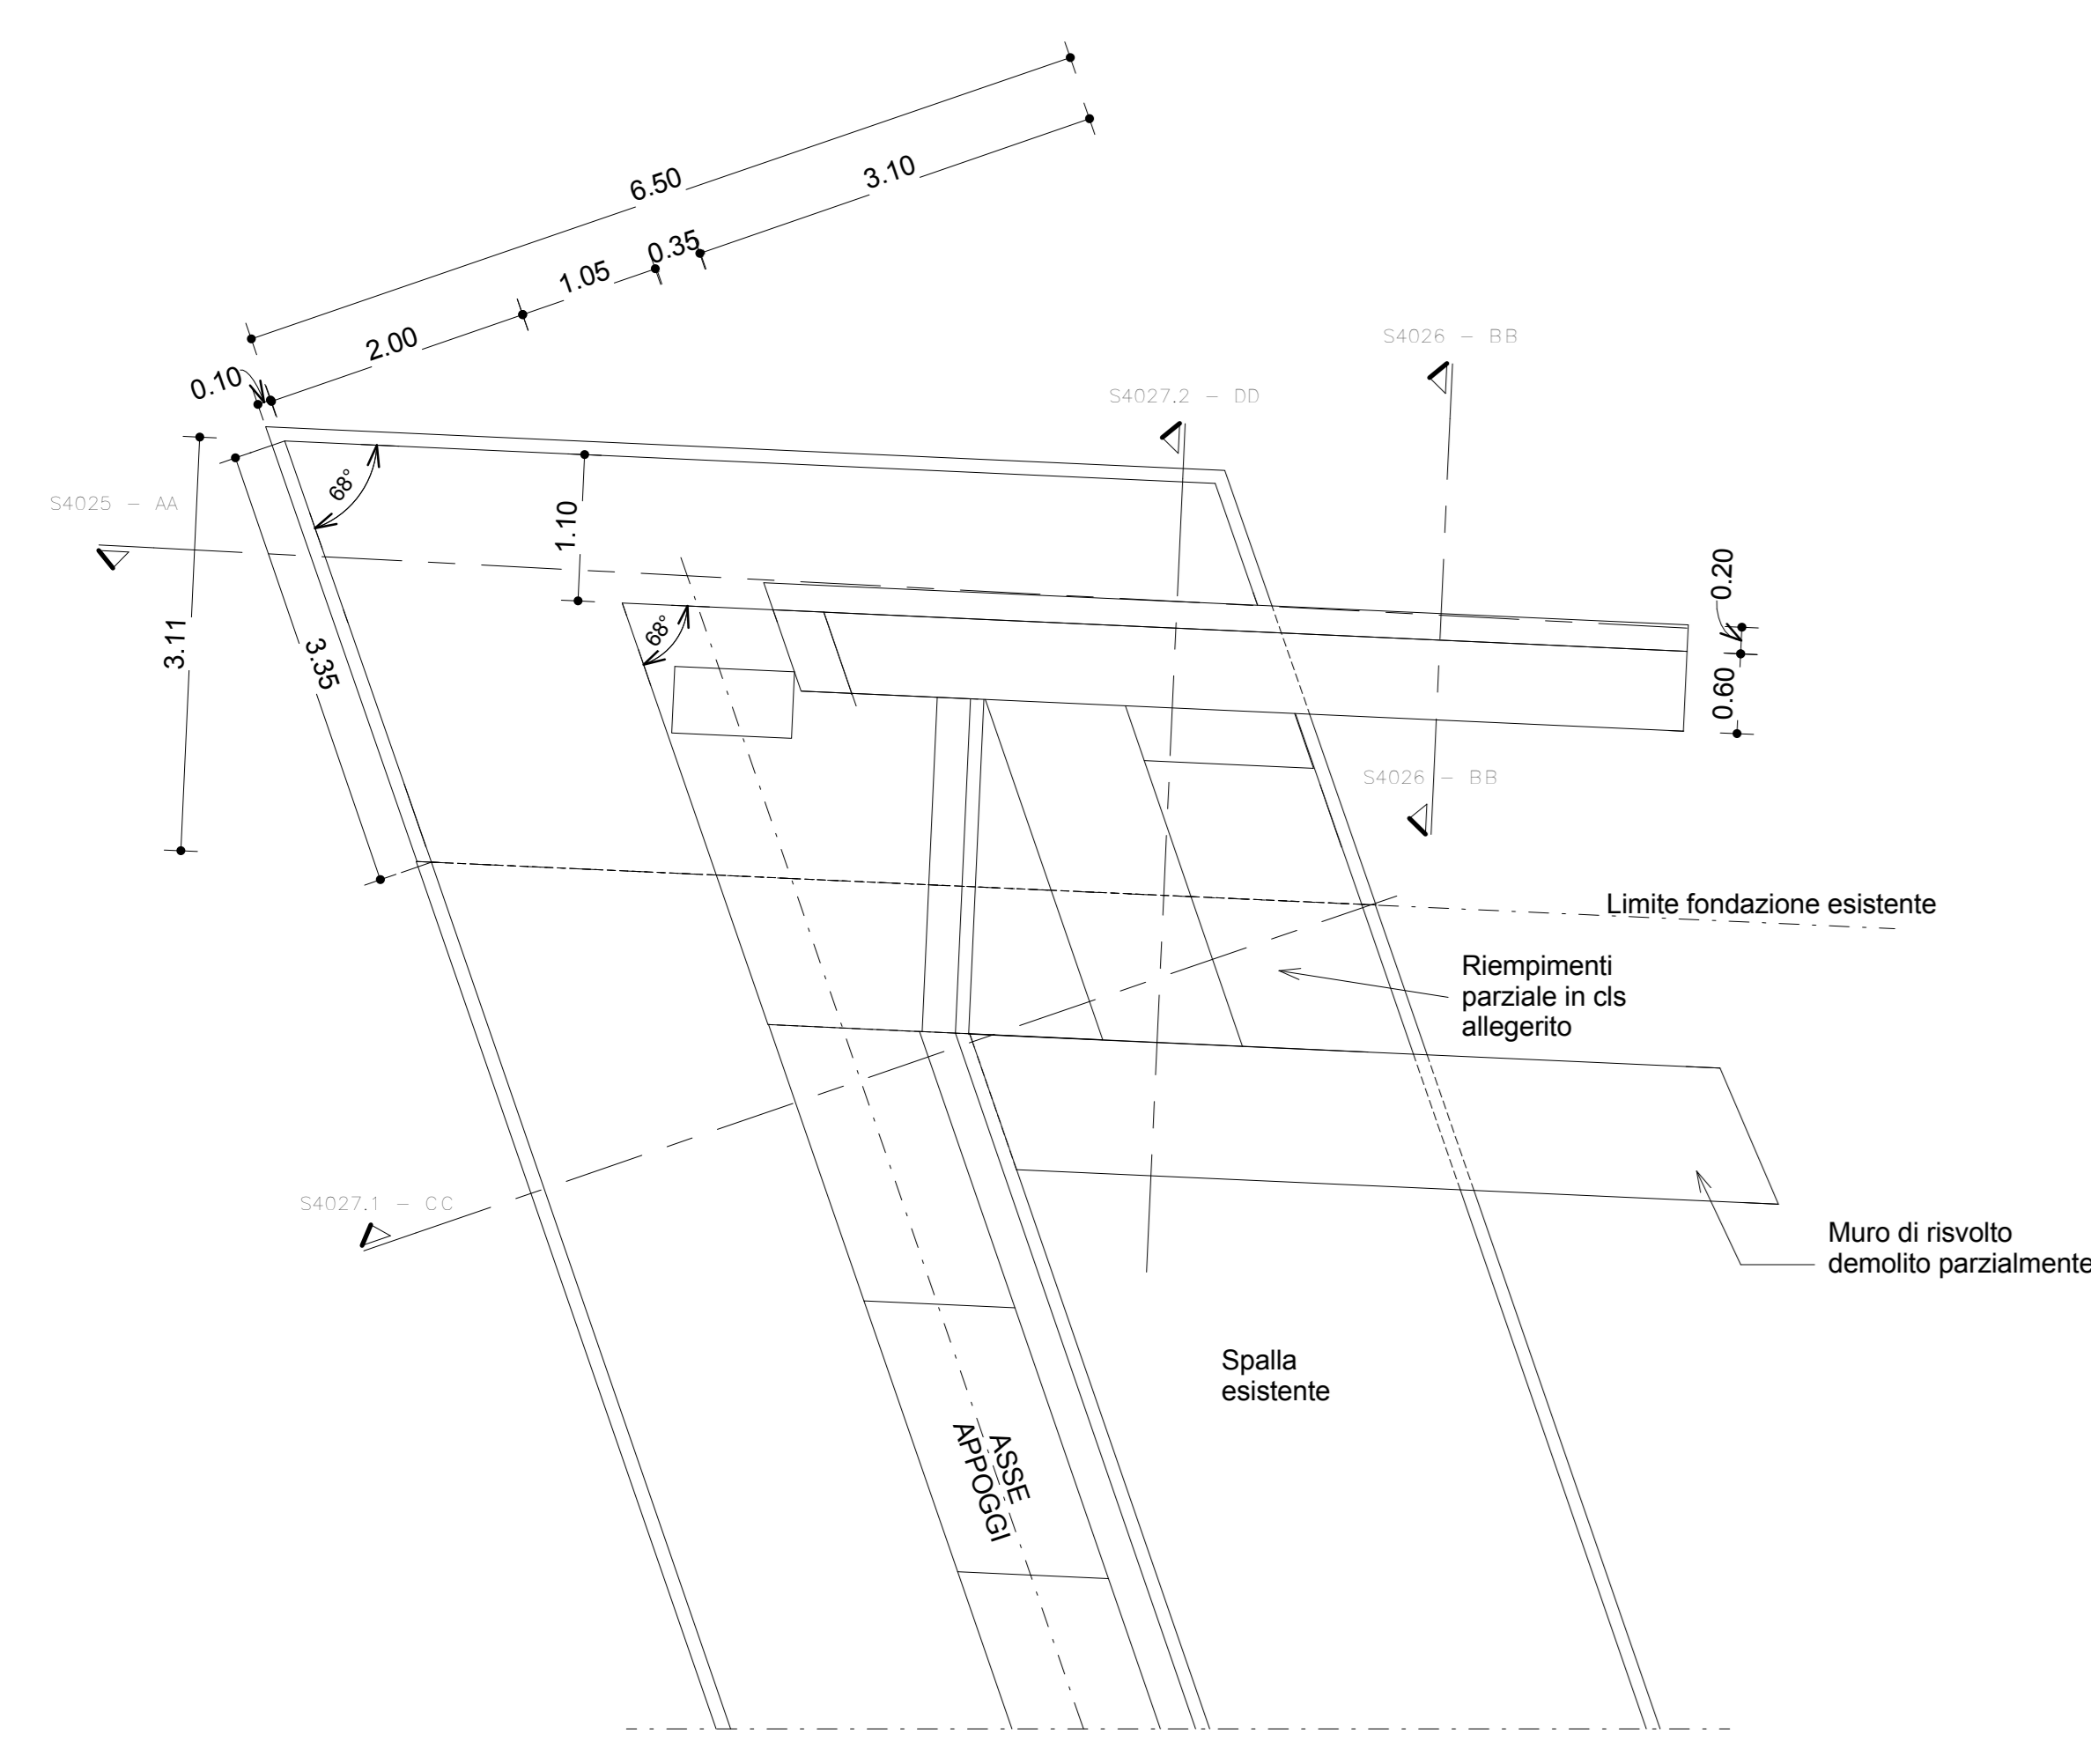 6.50
3.10
0.35
1.05
2.00
0.10
S4026 - BB
S4027.2 - DD
S4025 - AA
68°
1.10
3.11
3.35
68°
0.20
0.60
S4026 - BB
Limite fondazione esistente
Riempimenti
parziale in cls
allegerito
S4027.1 - CC
Muro di risvolto
demolito parzialmente
Spalla
esistente
ASSE
APPOGGI